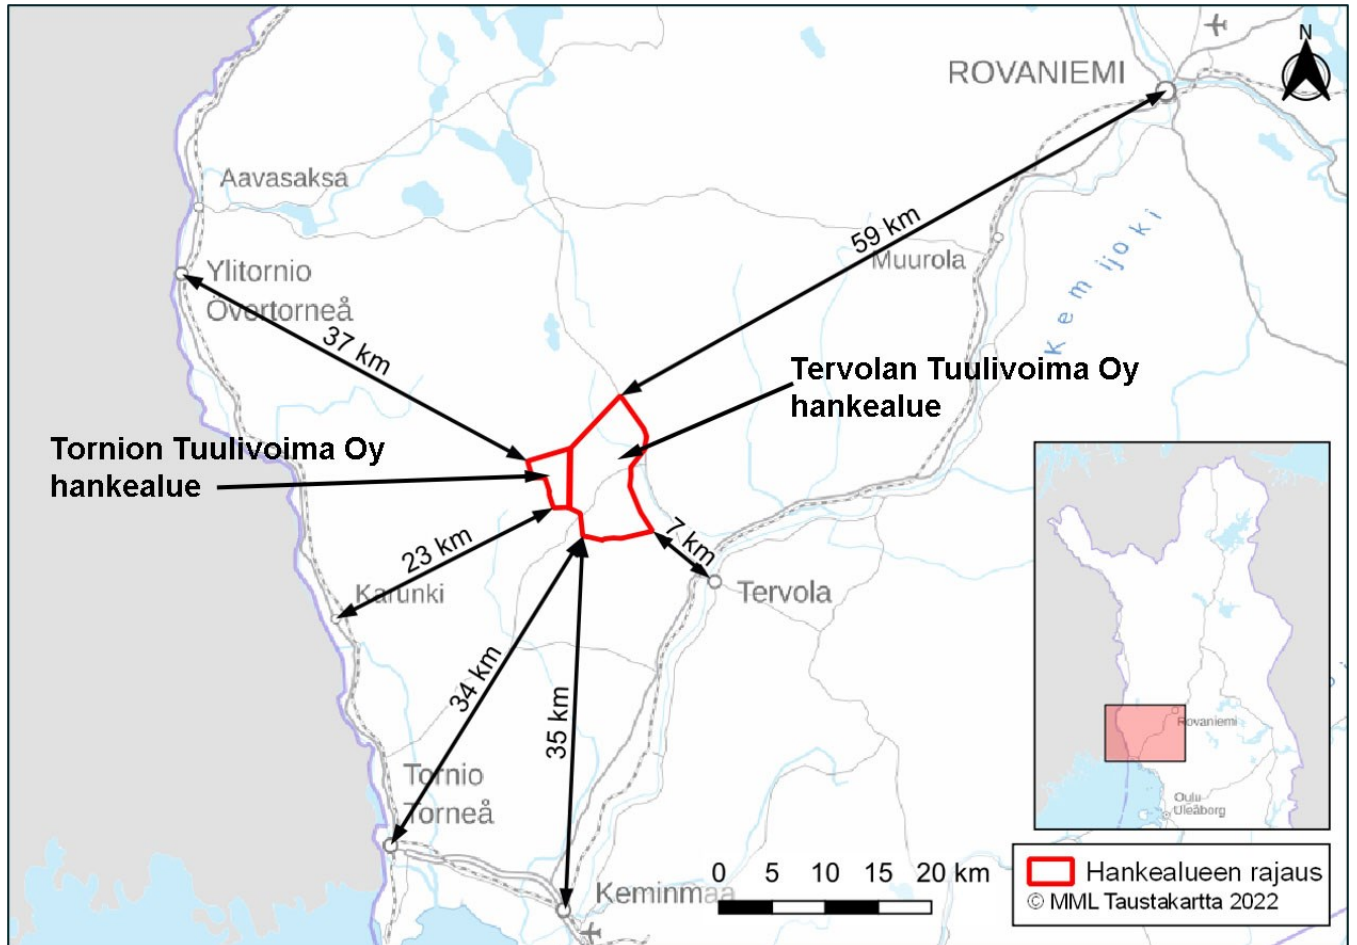 N
ROVANIEMI
Aavasaksa
59 km
Muurola
Ylitornio
Övertorneå
Kemijoki
37 km
Tervolan Tuulivoima Oy
hankealue
Tornion Tuulivoima Oy
hankealue
23 km
7 km
Karunki
Tervola
34 km
35 km
Rovaniemi
Tornio
Torneå
Oulu
Uleåborg
Keminmaa
0 5 10 15 20 km
Hankealueen rajaus
© MML Taustakartta 2022